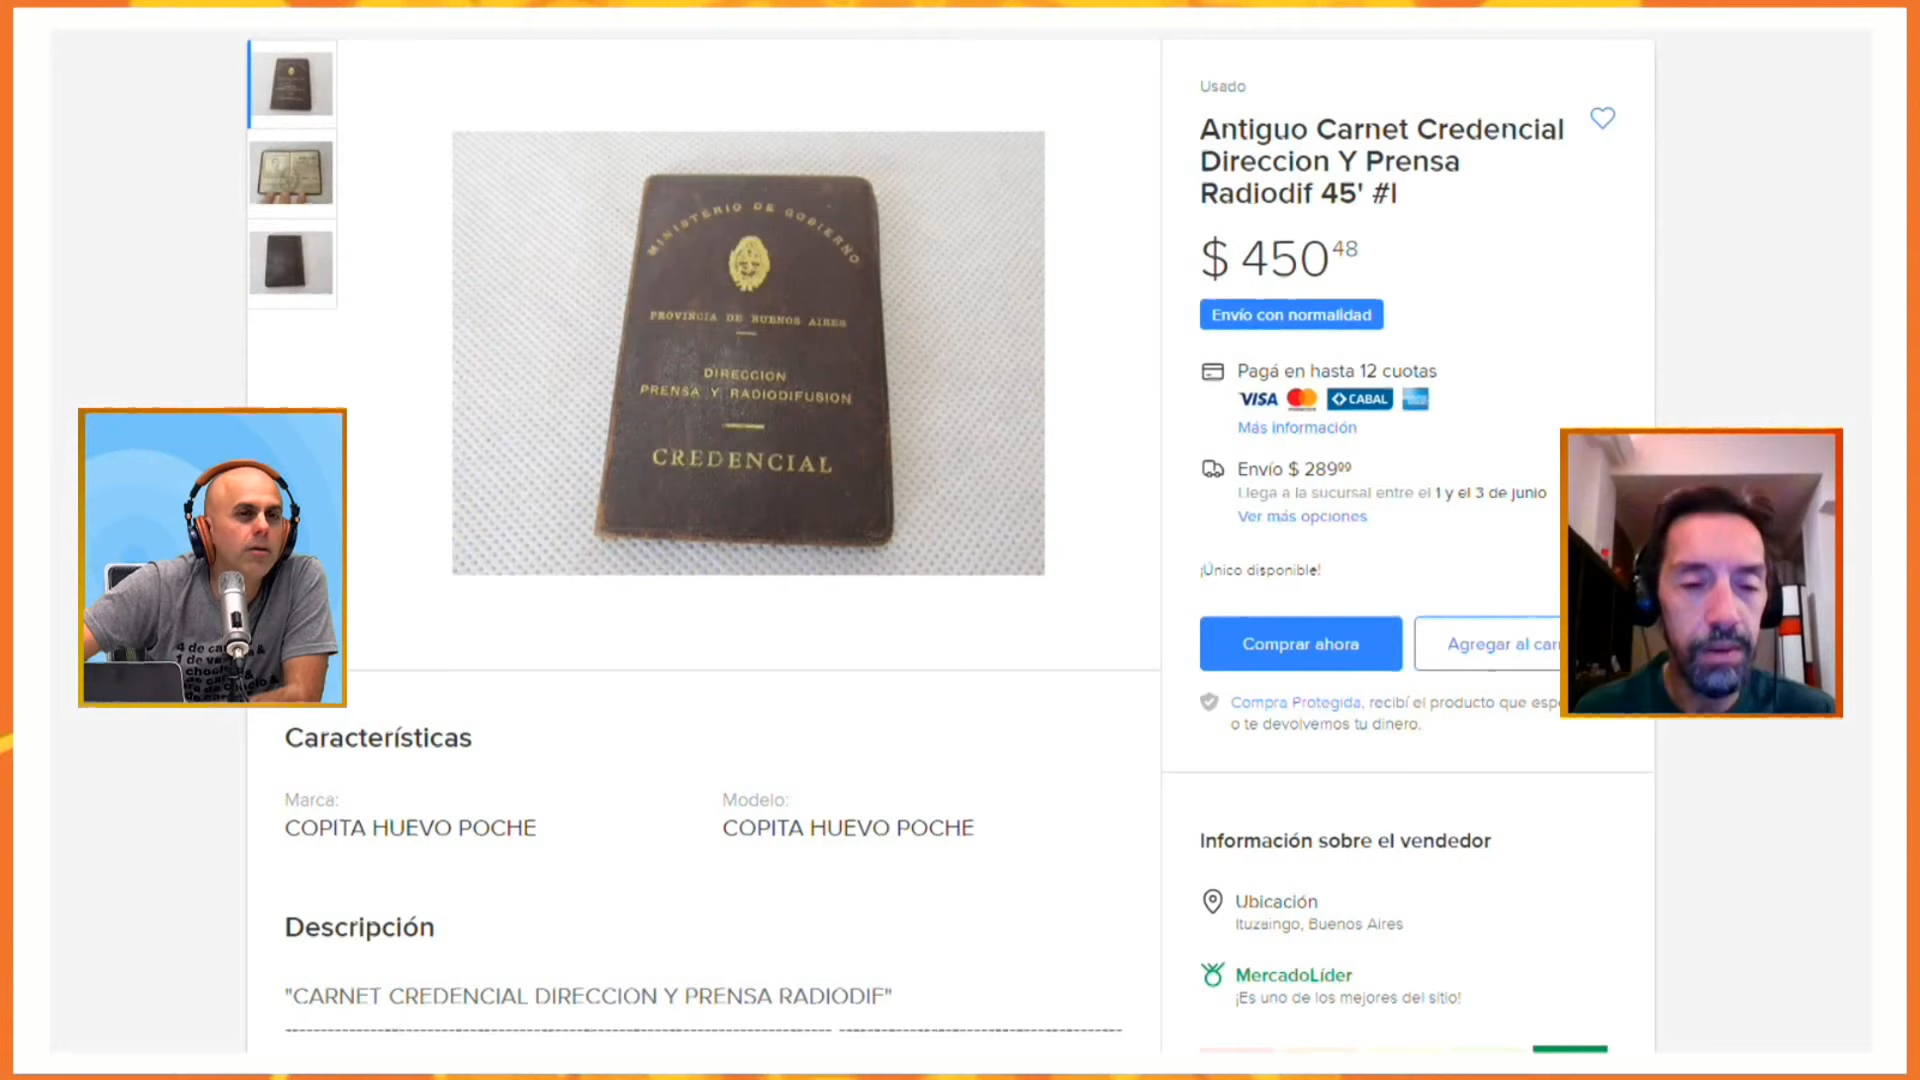 Usado
Antiguo Carnet Credencial
Direccion Y Prensa
Radiodif 45' #I
$ 450 48
Envío con normalidad
Pagá en hasta 12 cuotas
VISA
CABAL
Más información
Envío $ 289 99
Llega a la sucursal entre el 1 y el 3 de junio
Ver más opciones
¡Único disponible!
Comprar ahora
Agregar al carr
Compra Protegida, recibí el producto que espe
o te devolvemos tu dinero.
Información sobre el vendedor
Ubicación
Ituzaingo, Buenos Aires
MercadoLíder
¡Es uno de los mejores del sitio!
MINISTERIO DE GOBIERNO
PROVINCIA DE BUENOS AIRES
DIRECCION
PRENSA Y RADIODIFUSION
CREDENCIAL
Características
Marca:
COPITA HUEVO POCHE
Modelo:
COPITA HUEVO POCHE
Descripción
"CARNET CREDENCIAL DIRECCION Y PRENSA RADIODIF"